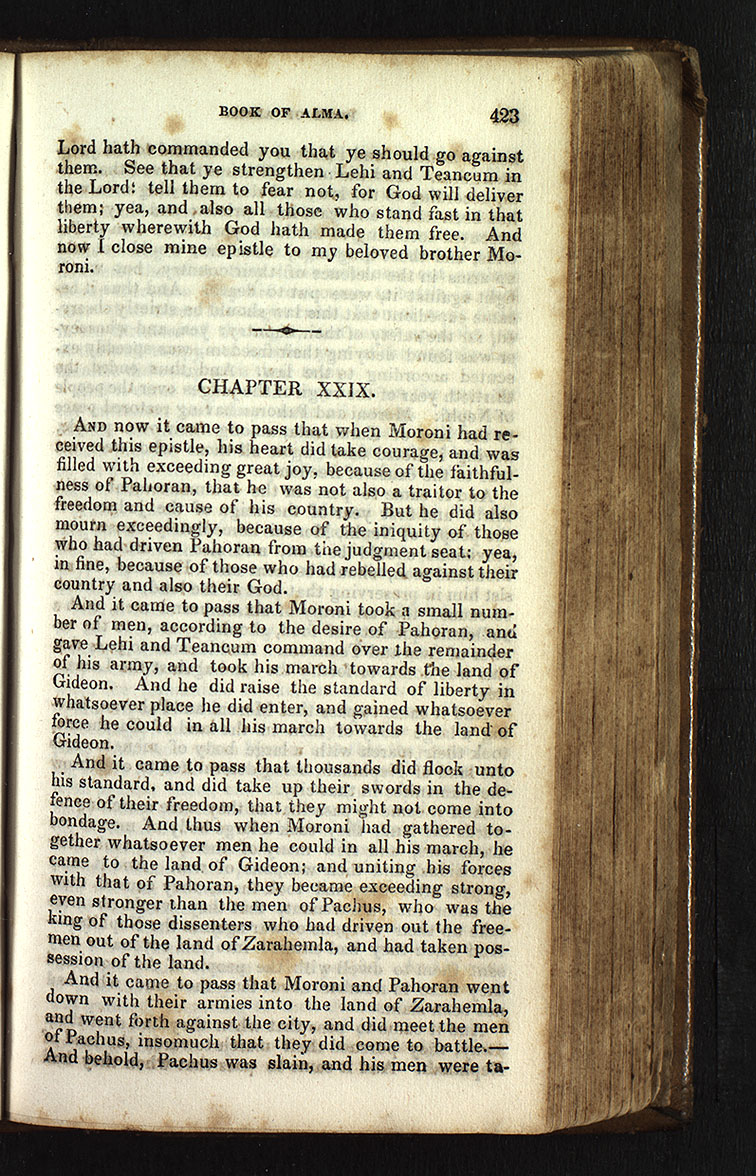 BOOK OF ALMA. 423
Lord hath commanded you that ye should go against
them. See that ye strengthen Lehi and Teancum in
the Lord: tell them to fear not, for God will deliver
them; yea, and also all those who stand fast in that
liberty wherewith God hath made them free. And
now I close mine epistle to my beloved brother Mo-
roni.
CHAPTER XXIX.
AND now it came to pass that when Moroni had re-
ceived this epistle, his heart did take courage, and was
filled with exceeding great joy, because of the faithful-
ness of Pahoran, that he was not also a traitor to the
freedom and cause of his country. But he did also
mourn exceedingly, because of the iniquity of those
who had driven Pahoran from the judgment seat: yea,
in fine, because of those who had rebelled against their
country and also their God.
And it came to pass that Moroni took a small num-
ber of men, according to the desire of Pahoran, and
gave Lehi and Teancum command over the remainder
of his army, and took his march towards the land of
Gideon. And he did raise the standard of liberty in
whatsoever place he did enter, and gained whatsoever
force he could in all his march towards the land of
Gideon.
And it came to pass that thousands did flock unto
his standard, and did take up their swords in the de-
fence of their freedom, that they might not come into
bondage. And thus when Moroni had gathered to-
gether whatsoever men he could in all his march, he
came to the land of Gideon; and uniting his forces
with that of Pahoran, they became exceeding strong,
even stronger than the men of Pachus, who was the
king of those dissenters who had driven out the free-
men out of the land of Zarahemla, and had taken pos-
session of the land.
And it came to pass that Moroni and Pahoran went
down with their armies into the land of Zarahemla,
and went forth against the city, and did meet the men
of Pachus, insomuch that they did come to battle.—
And behold, Pachus was slain, and his men were ta-